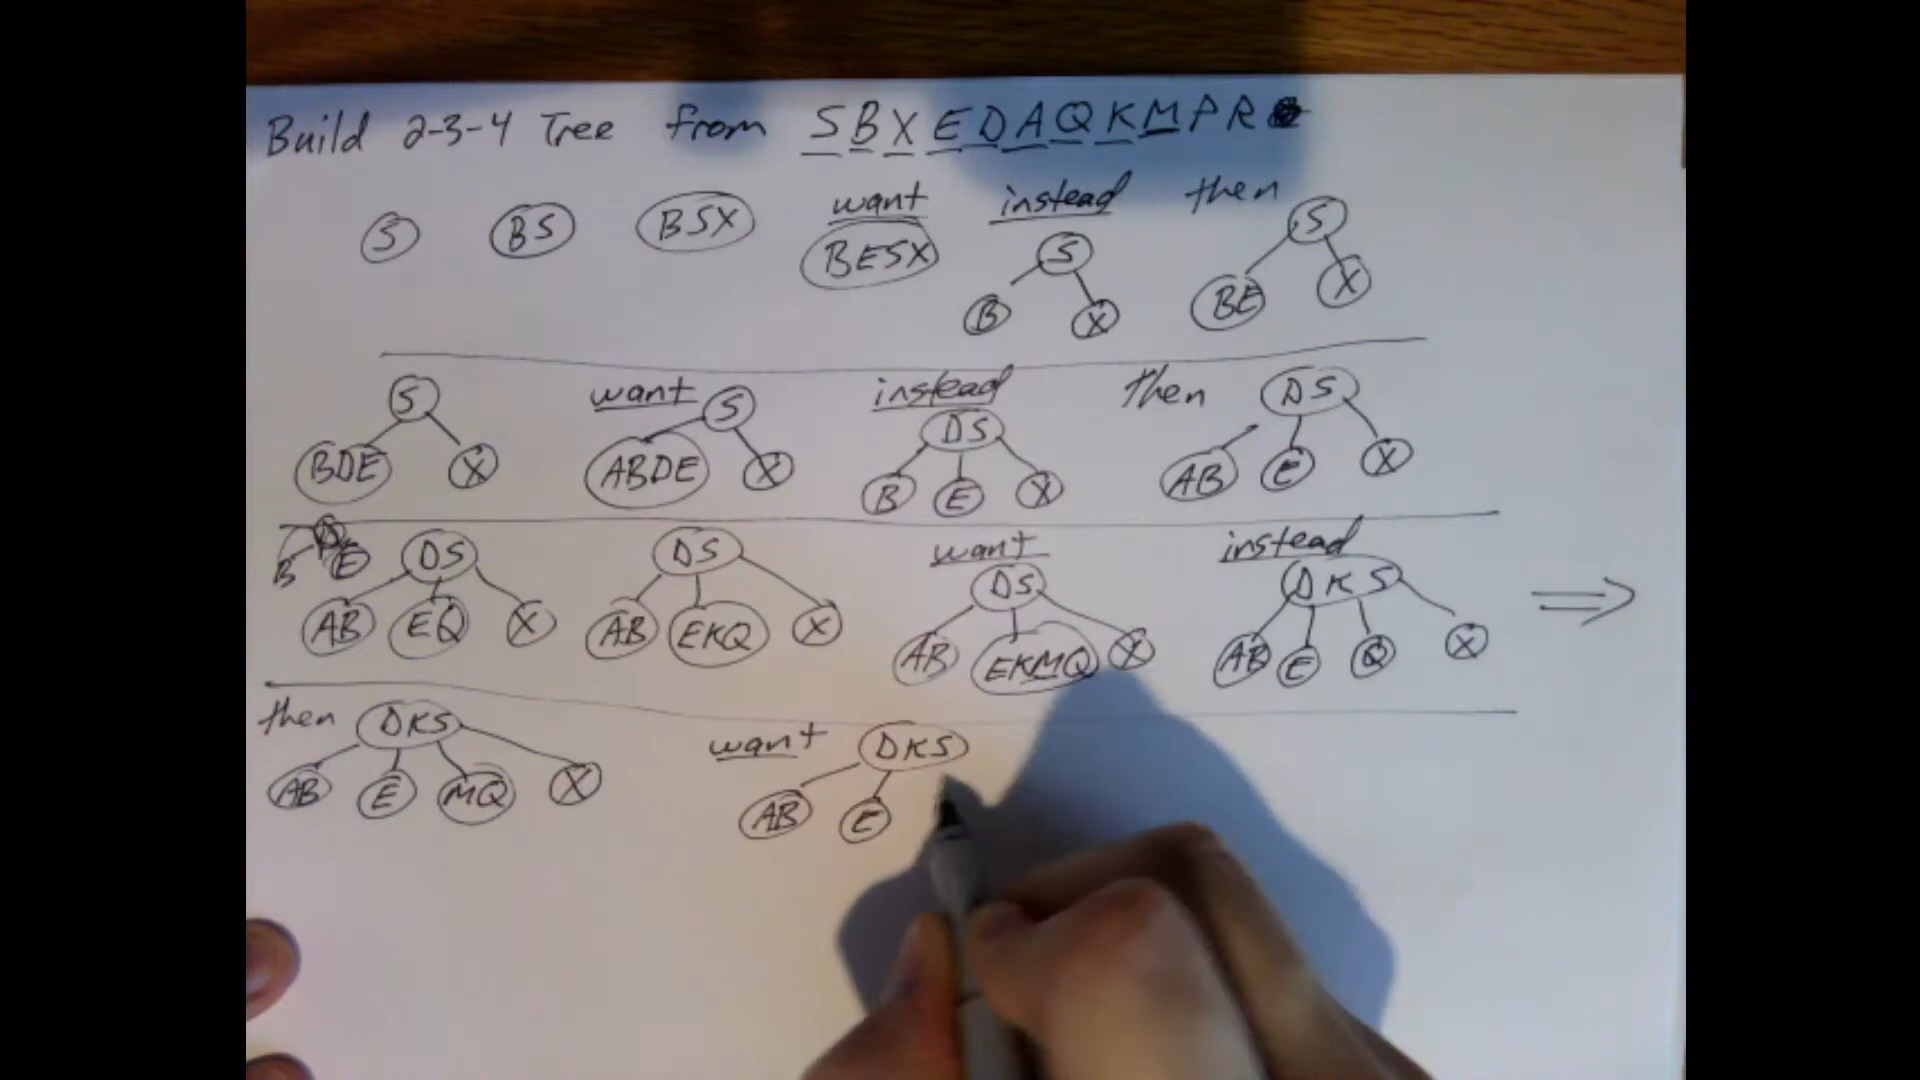 Build 2-3-4 Tree from SBXEDAQKMPR
S BS BSX want instead then
BESX S S
B X BE X
S want S instead then DS
DS
BDE X ABDE X B E X AB E X
D want instead
B E DS DS DS DKS
AB EQ X AB EKQ X AB EKMQ X AB E Q X
then DKS want DKS
AB E MQ X AB E